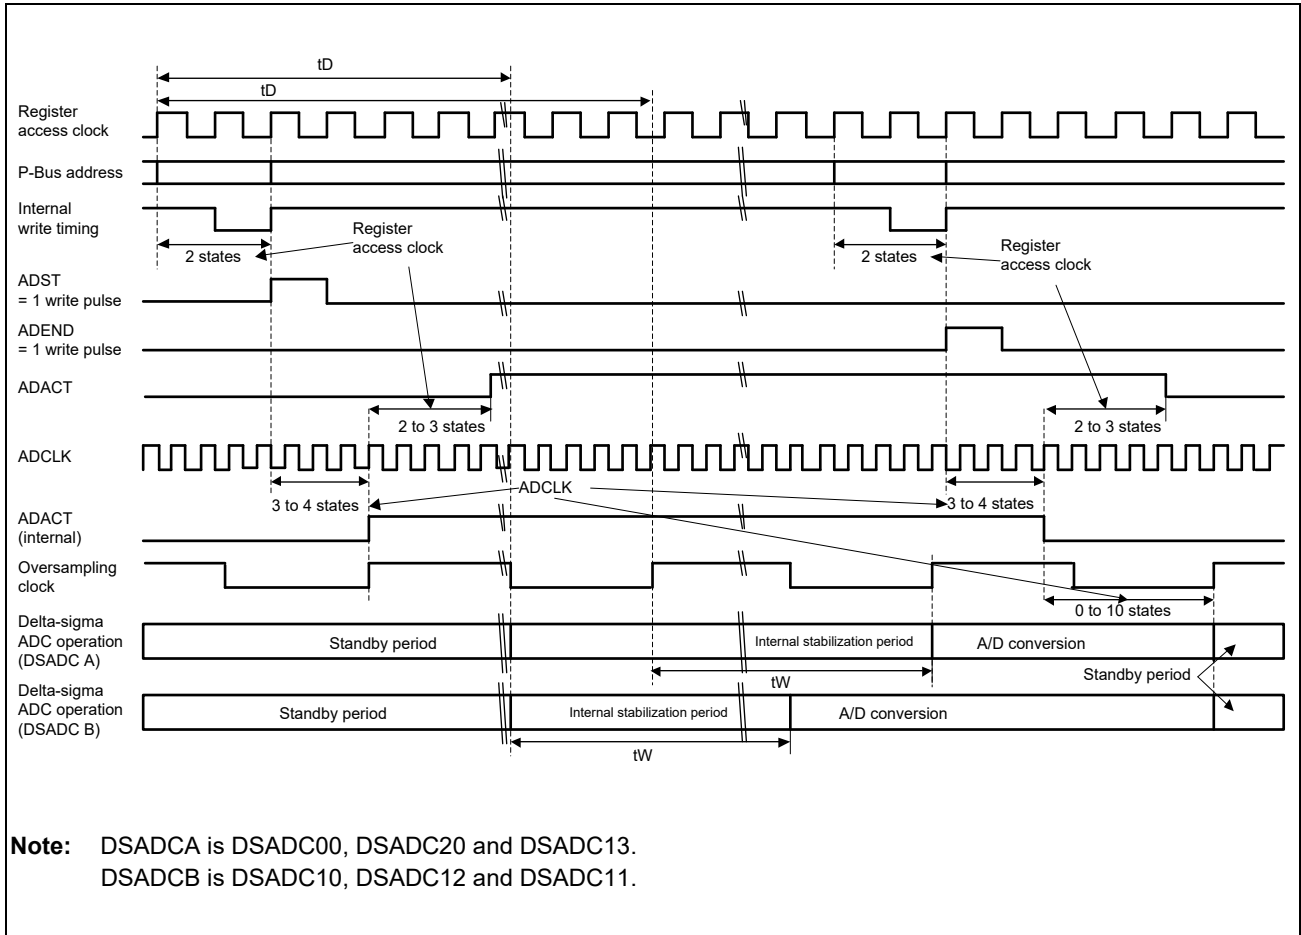 tD
tD
Register
access clock
P-Bus address
Internal
write timing
Register
access clock
2 states
2 states
Register
access clock
ADST
= 1 write pulse
ADEND
= 1 write pulse
ADACT
2 to 3 states
2 to 3 states
ADCLK
3 to 4 states
ADCLK
3 to 4 states
ADACT
(internal)
Oversampling
clock
0 to 10 states
Delta-sigma
ADC operation
(DSADC A)
Standby period
Internal stabilization period
A/D conversion
tW
Standby period
Delta-sigma
ADC operation
(DSADC B)
Standby period
Internal stabilization period
A/D conversion
tW
Note: DSADCA is DSADC00, DSADC20 and DSADC13.
DSADCB is DSADC10, DSADC12 and DSADC11.